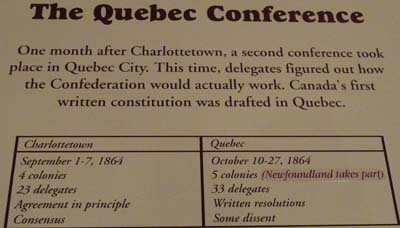 The Quebec Conference
One month after Charlottetown, a second conference took
place in Quebec City. This time, delegates figured out how
the Confederation would actually work. Canada's first
written constitution was drafted in Quebec.
Charlottetown Quebec
September 1-7, 1864 October 10-27, 1864
4 colonies 5 colonies (Newfoundland takes part)
23 delegates 33 delegates
Agreement in principle Written resolutions
Consensus Some dissent